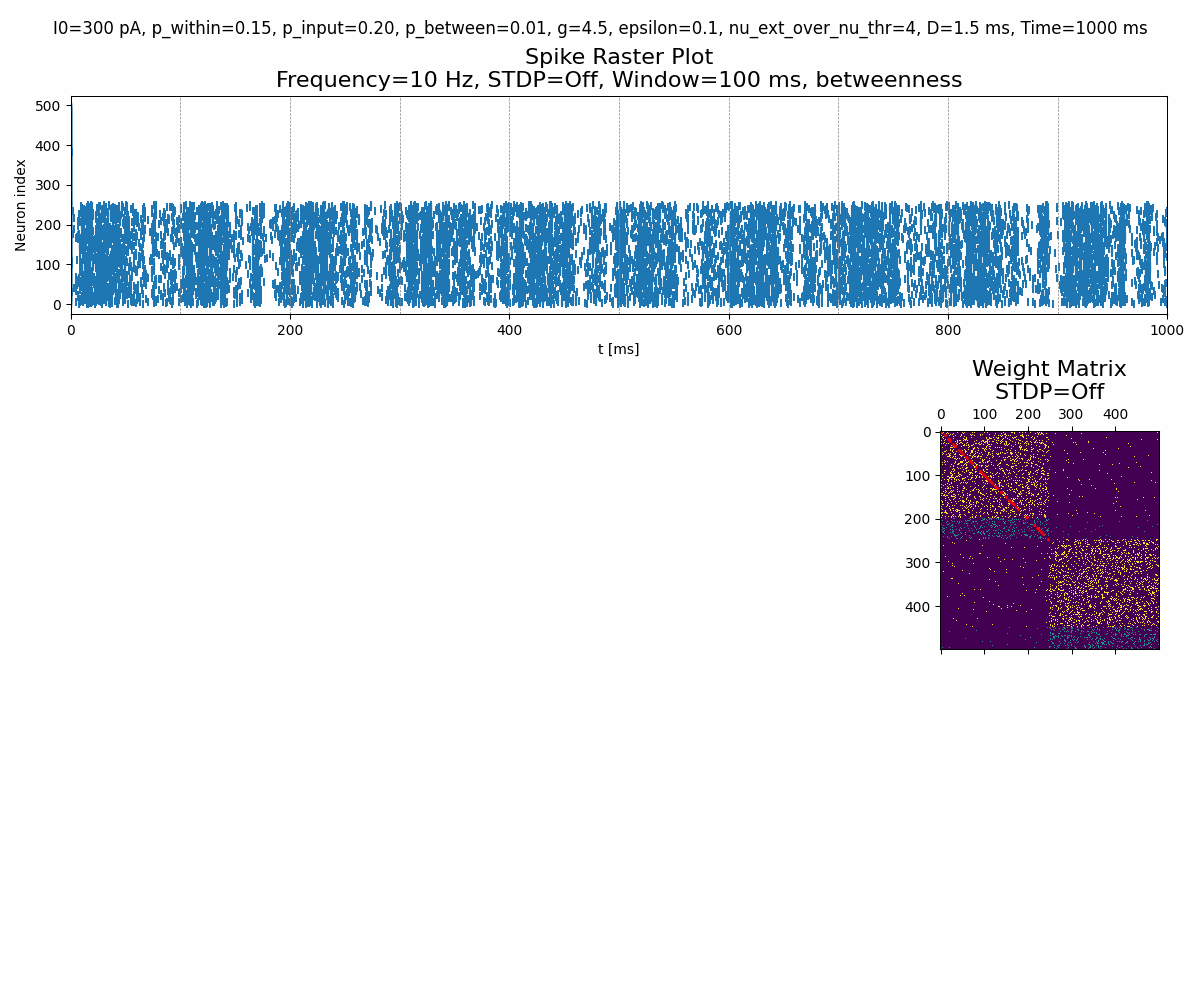 I0=300 pA, p_within=0.15, p_input=0.20, p_between=0.01, g=4.5, epsilon=0.1, nu_ext_over_nu_thr=4, D=1.5 ms, Time=1000 ms
Spike Raster Plot
Frequency=10 Hz, STDP=Off, Window=100 ms, betweenness
500
400
300
200
100
0
Neuron index
0 200 400 600 800 1000
t [ms]
Weight Matrix
STDP=Off
0 100 200 300 400
0
100
200
300
400